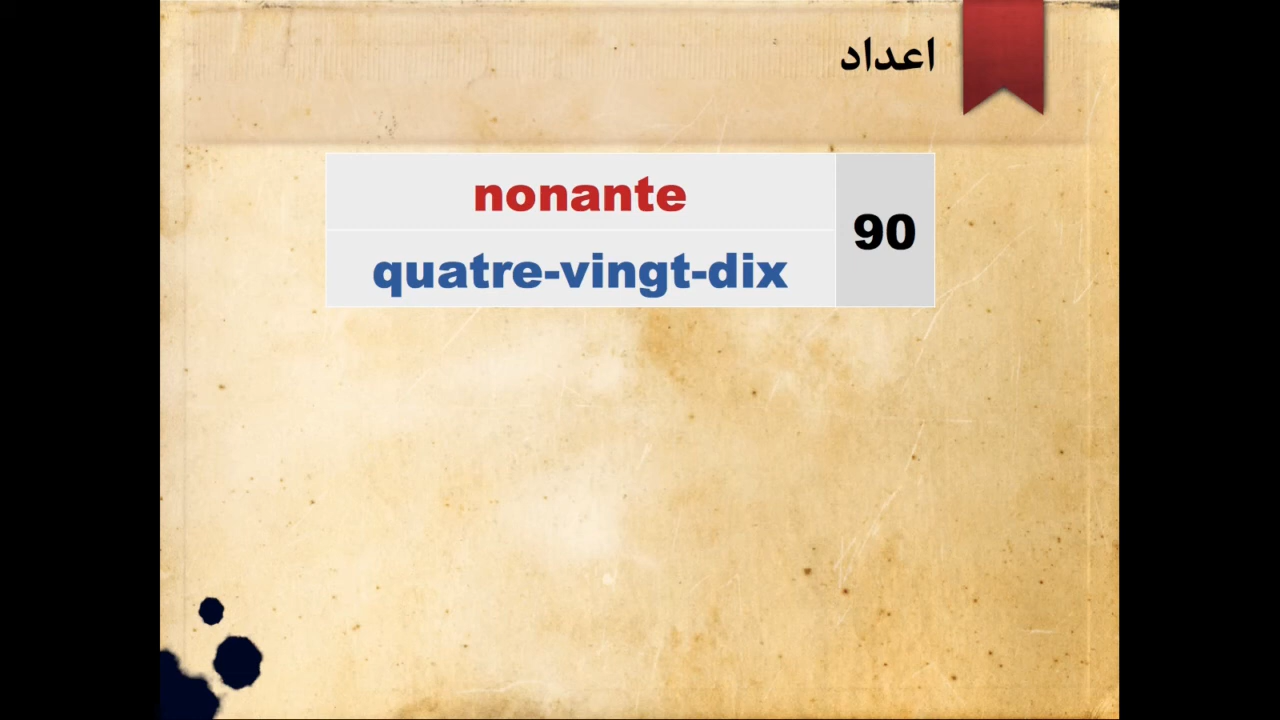 اعداد
nonante
90
quatre-vingt-dix